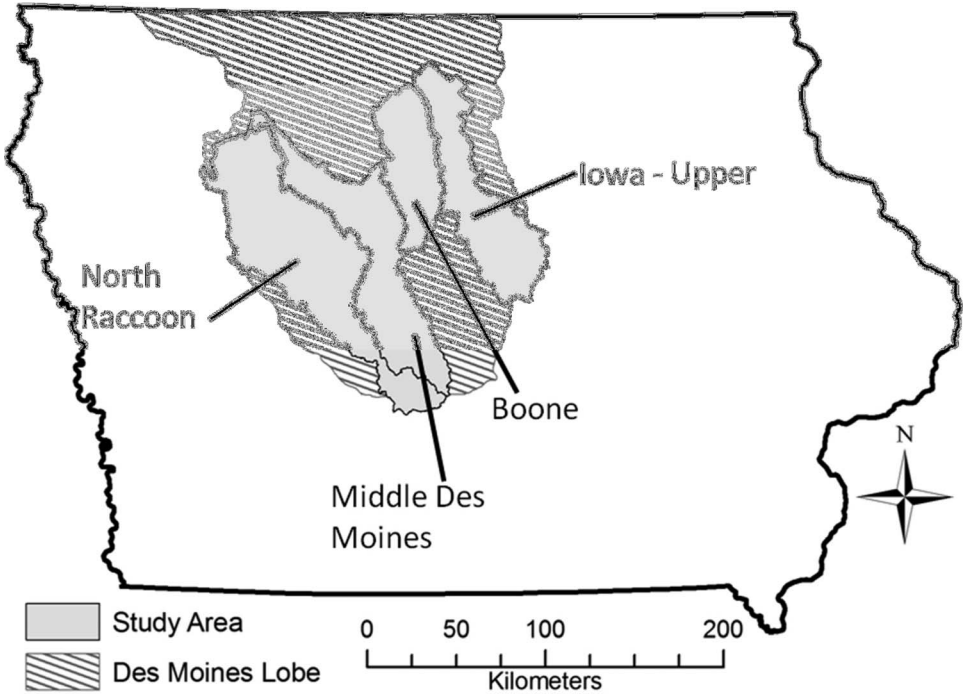 Iowa - Upper
North
Raccoon
Boone
N
Middle Des
Moines
Study Area
Des Moines Lobe
0 50 100 200
Kilometers